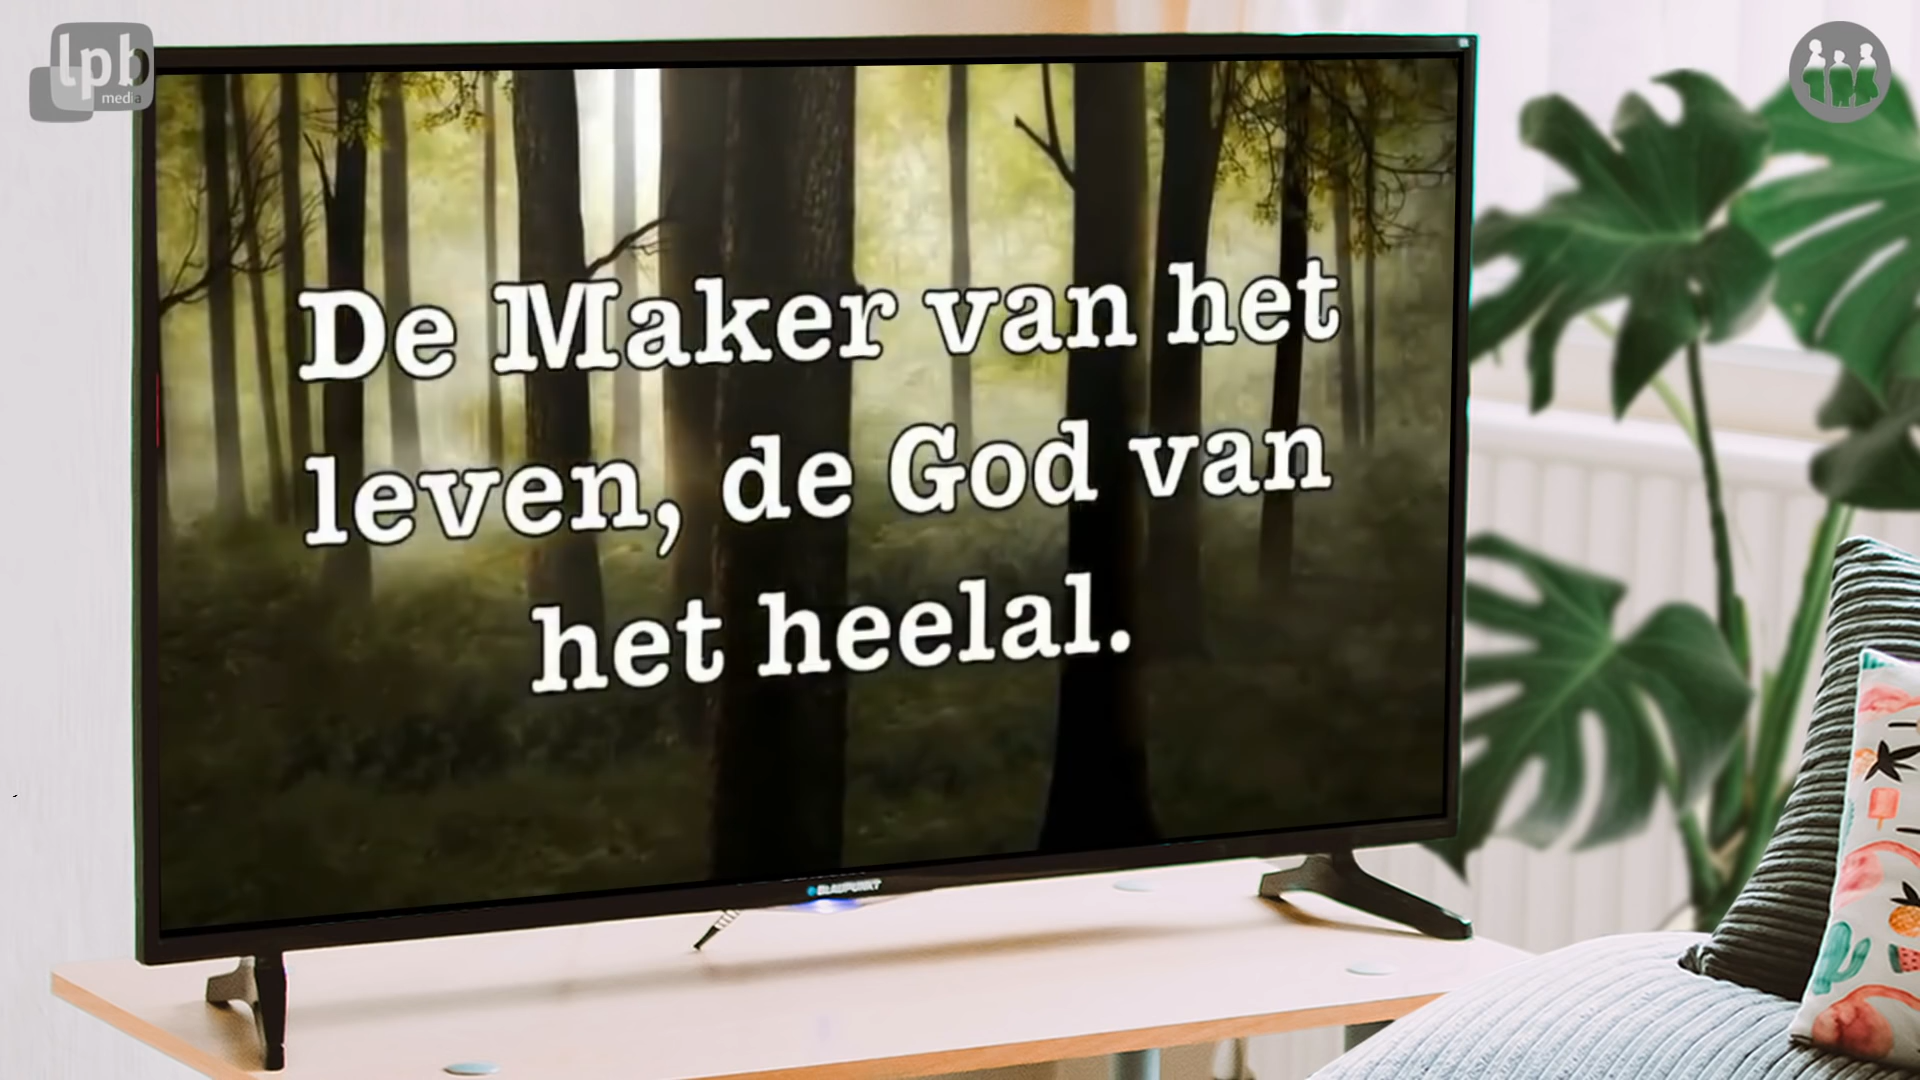 lpb
media
De Maker van het
leven, de God van
het heelal.
BLAUPUNKT